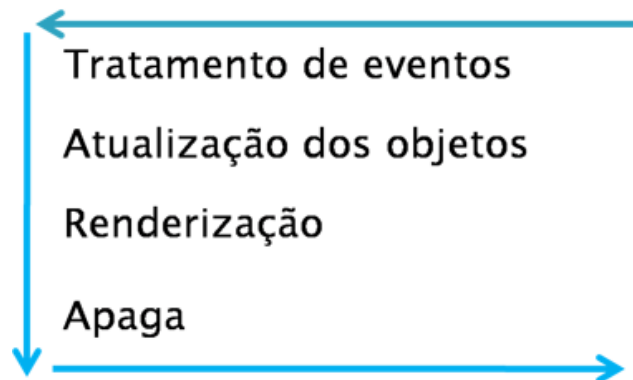 Tratamento de eventos
Atualização dos objetos
Renderização
Apaga